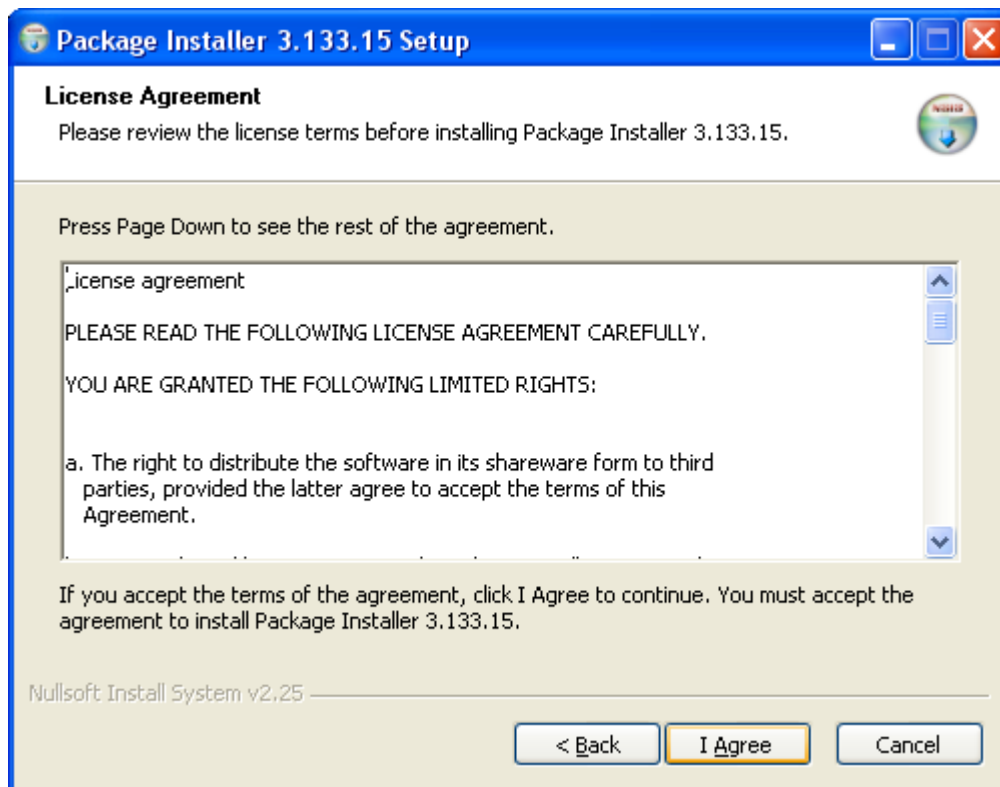 Package Installer 3.133.15 Setup
License Agreement
Please review the license terms before installing Package Installer 3.133.15.
Press Page Down to see the rest of the agreement.
License agreement
PLEASE READ THE FOLLOWING LICENSE AGREEMENT CAREFULLY.
YOU ARE GRANTED THE FOLLOWING LIMITED RIGHTS:
a. The right to distribute the software in its shareware form to third
parties, provided the latter agree to accept the terms of this
Agreement.
If you accept the terms of the agreement, click I Agree to continue. You must accept the
agreement to install Package Installer 3.133.15.
Nullsoft Install System v2.25
< Back
I Agree
Cancel